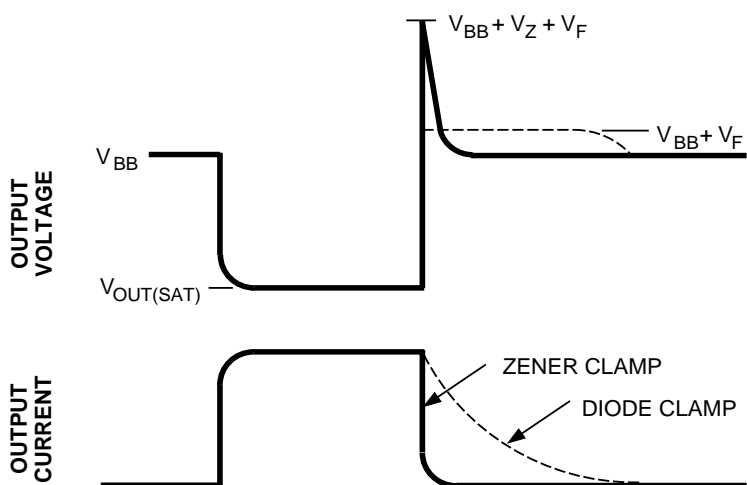 V_BB + V_Z + V_F
V_BB + V_F
V_BB
OUTPUT
VOLTAGE
V_OUT(SAT)
ZENER CLAMP
DIODE CLAMP
OUTPUT
CURRENT